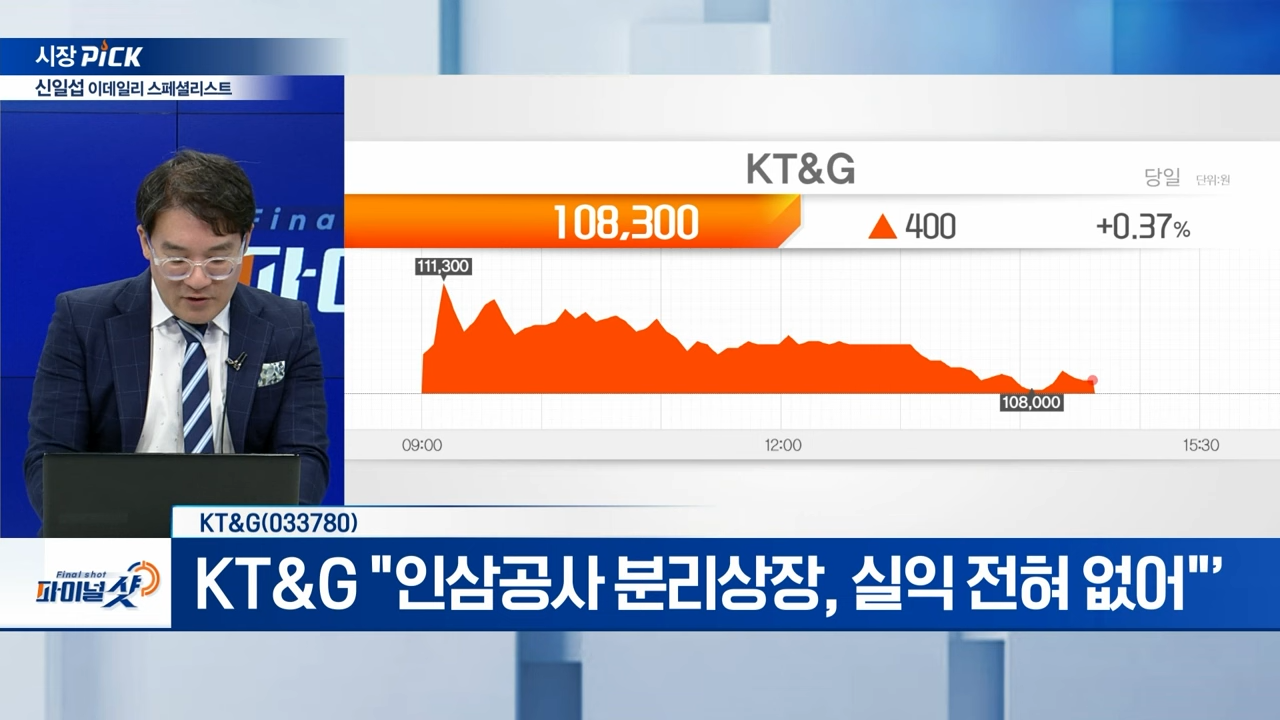 시장 PiCK
신일섭 이데일리 스페셜리스트
Fina
파이
KT&G
당일 단위:원
108,300
▲ 400
+0.37%
111,300
108,000
09:00
12:00
15:30
KT&G(033780)
Final shot
파이널샷
KT&G "인삼공사 분리상장, 실익 전혀 없어"’